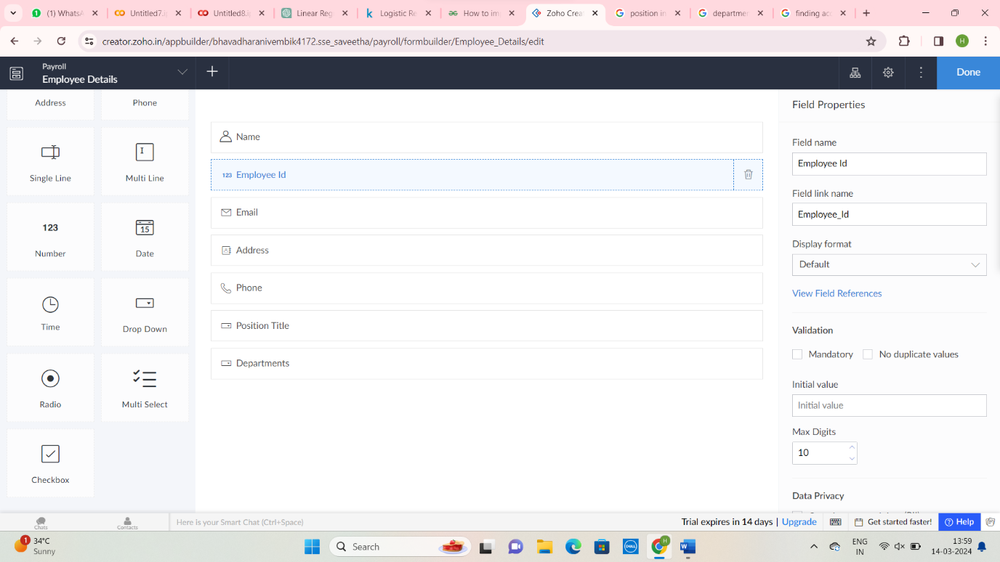 (1) WhatsA
Untitled7.i
Untitled8.i
Linear Reg
Logistic Re
How to im
Zoho Crea
position in
departmen
finding acc
creator.zoho.in/appbuilder/bhavadharanivembik4172.sse_saveetha/payroll/formbuilder/Employee_Details/edit
H
Payroll
Employee Details
Done
Address
Phone
Single Line
Multi Line
123
Number
15
Date
Time
Drop Down
Radio
Multi Select
Checkbox
Name
123 Employee Id
Email
Address
Phone
Position Title
Departments
Field Properties
Field name
Employee Id
Field link name
Employee_Id
Display format
Default
View Field References
Validation
Mandatory
No duplicate values
Initial value
Initial value
Max Digits
10
Data Privacy
Chats
Contacts
Here is your Smart Chat (Ctrl+Space)
Trial expires in 14 days | Upgrade
Get started faster!
Help
1
34°C
Sunny
Search
DELL
H
ENG
IN
13:59
14-03-2024